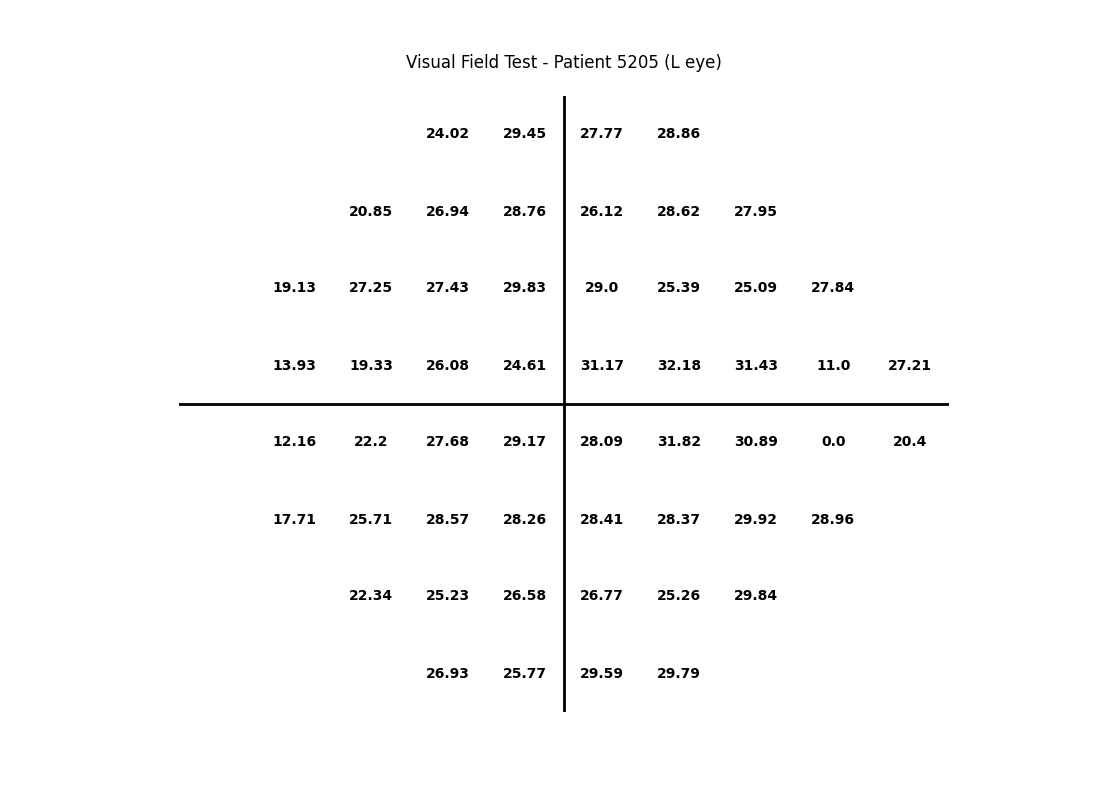 Visual Field Test - Patient 5205 (L eye)
24.02 29.45 27.77 28.86
20.85 26.94 28.76 26.12 28.62 27.95
19.13 27.25 27.43 29.83 29.0 25.39 25.09 27.84
13.93 19.33 26.08 24.61 31.17 32.18 31.43 11.0 27.21
12.16 22.2 27.68 29.17 28.09 31.82 30.89 0.0 20.4
17.71 25.71 28.57 28.26 28.41 28.37 29.92 28.96
22.34 25.23 26.58 26.77 25.26 29.84
26.93 25.77 29.59 29.79